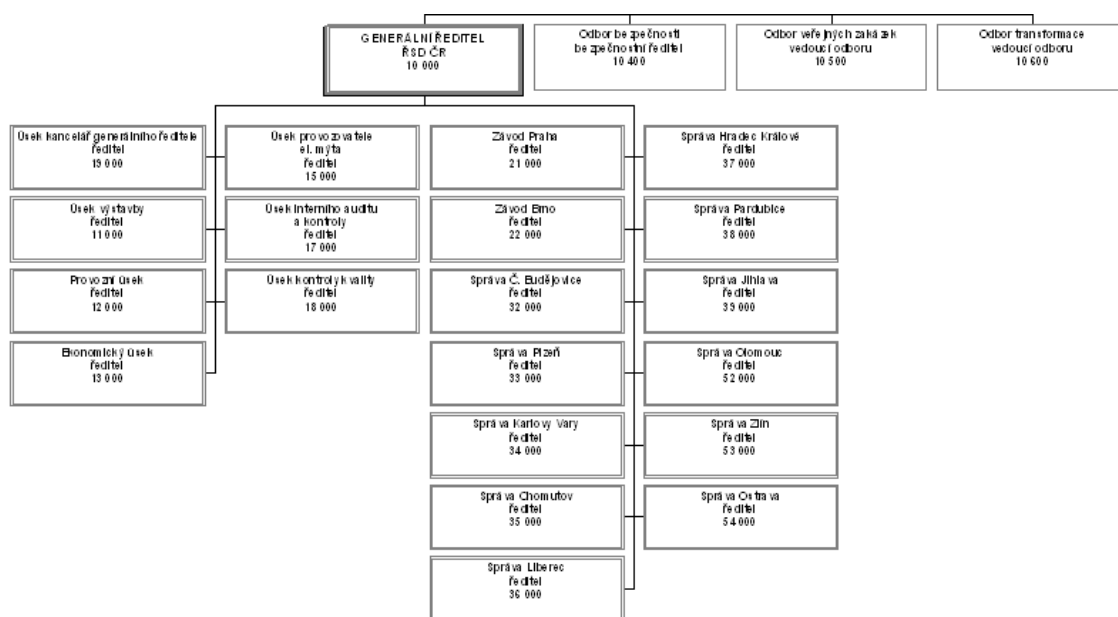 GENERÁLNÍ ŘEDITEL
ŘSD ČR
10 000
Odbor bezpečnosti
bezpečnostní ředitel
10 400
Odbor veřejných zakázek
vedoucí odboru
10 500
Odbor transformace
vedoucí odboru
10 600
Úsek kancelář generálního ředitele
ředitel
19 000
Úsek provozovatele
el. mýta
ředitel
15 000
Závod Praha
ředitel
21 000
Správa Hradec Králové
ředitel
37 000
Úsek výstavby
ředitel
11 000
Úsek interního auditu
a kontroly
ředitel
17 000
Závod Brno
ředitel
22 000
Správa Pardubice
ředitel
38 000
Provozní úsek
ředitel
12 000
Úsek kontroly kvality
ředitel
18 000
Správa Č. Budějovice
ředitel
32 000
Správa Jihlava
ředitel
39 000
Ekonomický úsek
ředitel
13 000
Správa Plzeň
ředitel
33 000
Správa Olomouc
ředitel
52 000
Správa Karlovy Vary
ředitel
34 000
Správa Zlín
ředitel
53 000
Správa Chomutov
ředitel
35 000
Správa Ostrava
ředitel
54 000
Správa Liberec
ředitel
36 000